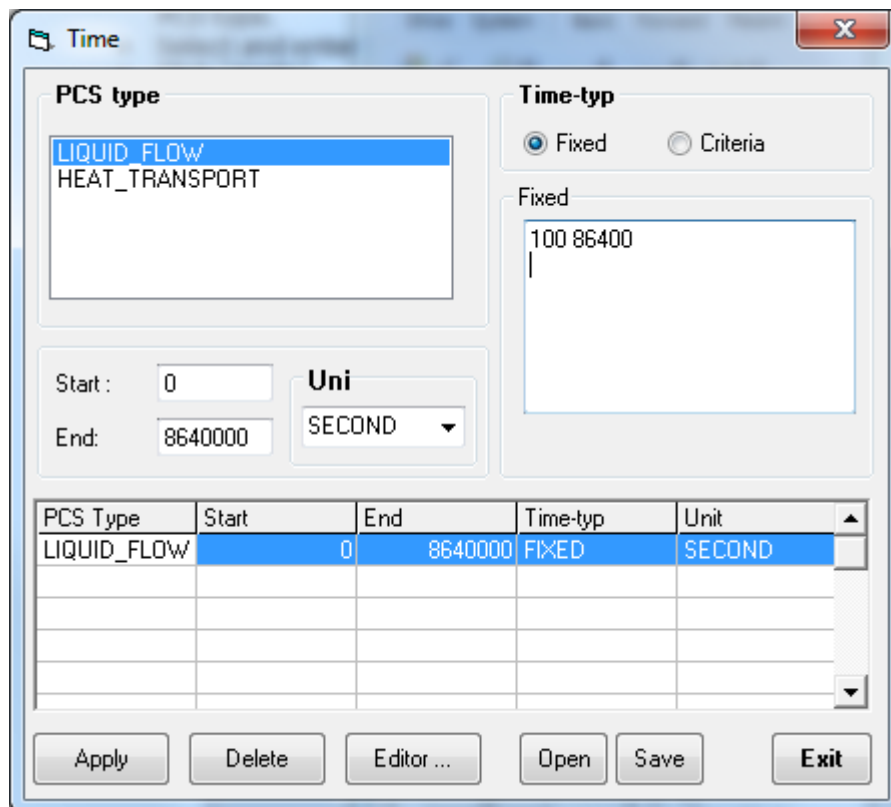 Time
PCS type
LIQUID_FLOW
HEAT_TRANSPORT
Time-typ
Fixed Criteria
Fixed
100 86400
Start : 0
End: 8640000
Uni
SECOND
PCS Type Start End Time-typ Unit
LIQUID_FLOW 0 8640000 FIXED SECOND
Apply Delete Editor ... Open Save Exit